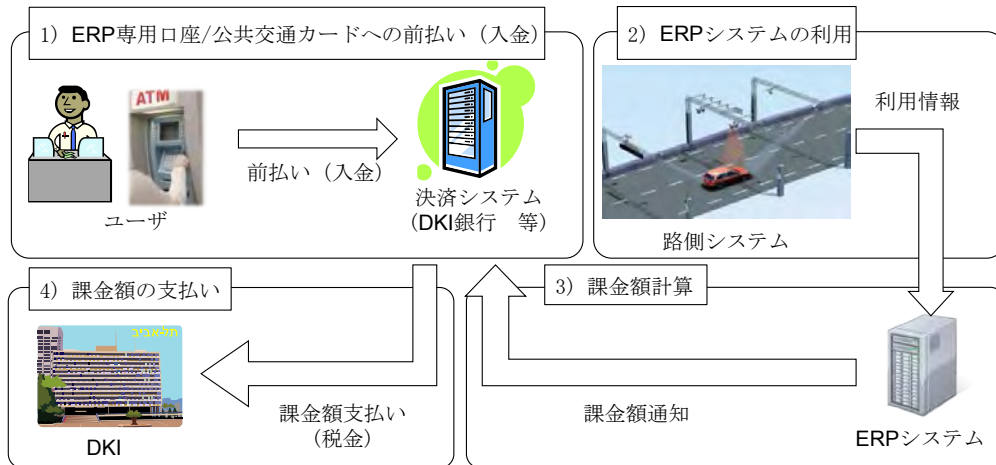 1）ERP専用口座/公共交通カードへの前払い（入金）
ATM
前払い（入金）
ユーザ
決済システム
（DKI銀行　等）
2）ERPシステムの利用
利用情報
路側システム
3）課金額計算
課金額通知
ERPシステム
4）課金額の支払い
תל-אביב
課金額支払い
（税金）
DKI